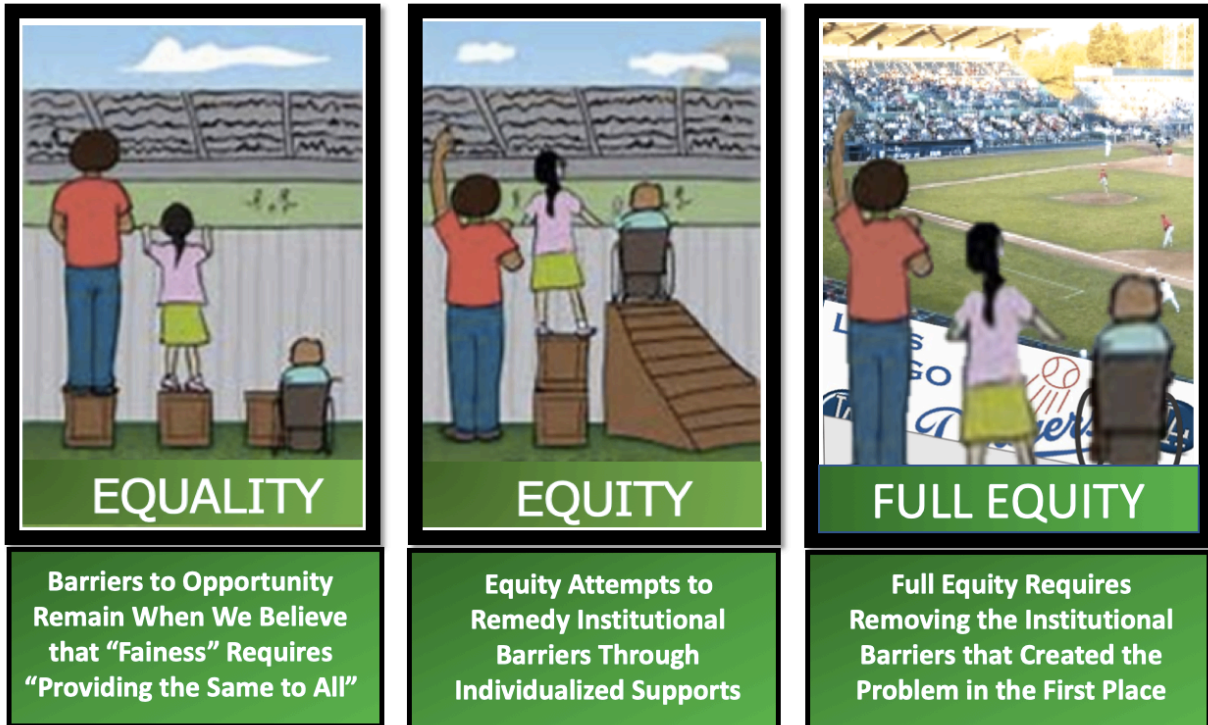 EQUALITY
Barriers to Opportunity
Remain When We Believe
that “Fainess” Requires
“Providing the Same to All”
EQUITY
Equity Attempts to
Remedy Institutional
Barriers Through
Individualized Supports
FULL EQUITY
Full Equity Requires
Removing the Institutional
Barriers that Created the
Problem in the First Place